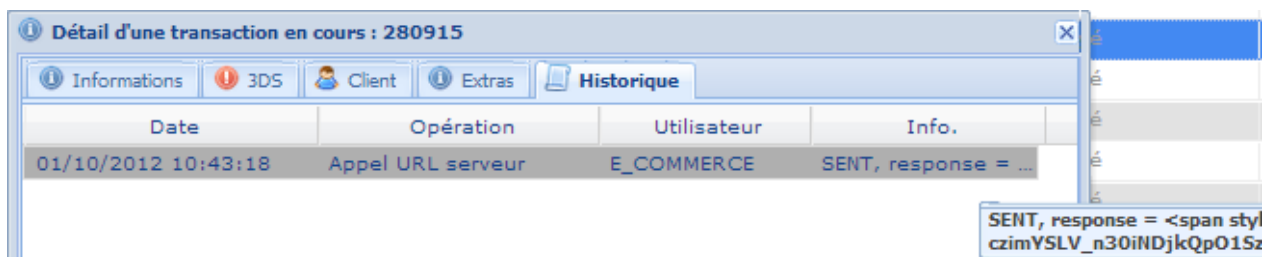 Détail d'une transaction en cours : 280915
Informations 3DS Client Extras Historique
Date Opération Utilisateur Info.
01/10/2012 10:43:18 Appel URL serveur E_COMMERCE SENT, response = ...
SENT, response = <span styl
czimYSLV_n30iNDjkQpO1Sz
é
é
é
é
é